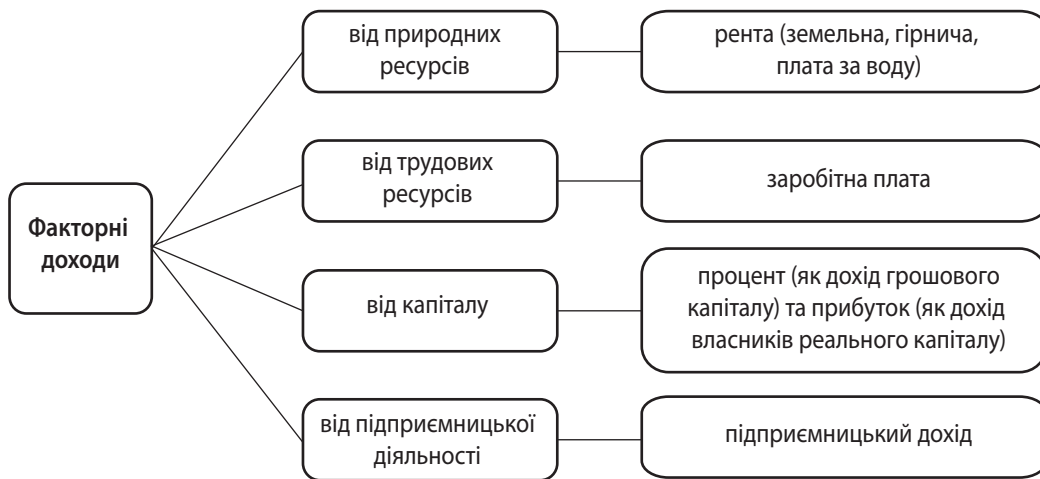 Факторні
доходи
від природних
ресурсів
рента (земельна, гірнича,
плата за воду)
від трудових
ресурсів
заробітна плата
від капіталу
процент (як дохід грошового
капіталу) та прибуток (як дохід
власників реального капіталу)
від підприємницької
діяльності
підприємницький дохід